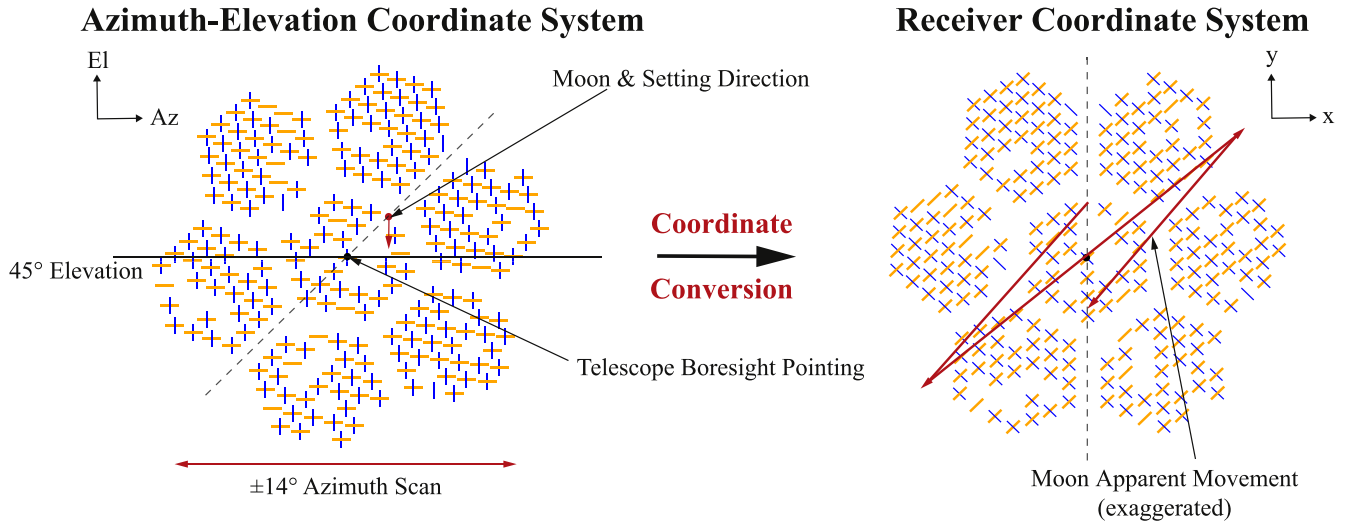 Azimuth-Elevation Coordinate System
El
Az
Moon & Setting Direction
45° Elevation
Telescope Boresight Pointing
±14° Azimuth Scan
Coordinate
Conversion
Receiver Coordinate System
y
x
Moon Apparent Movement
(exaggerated)